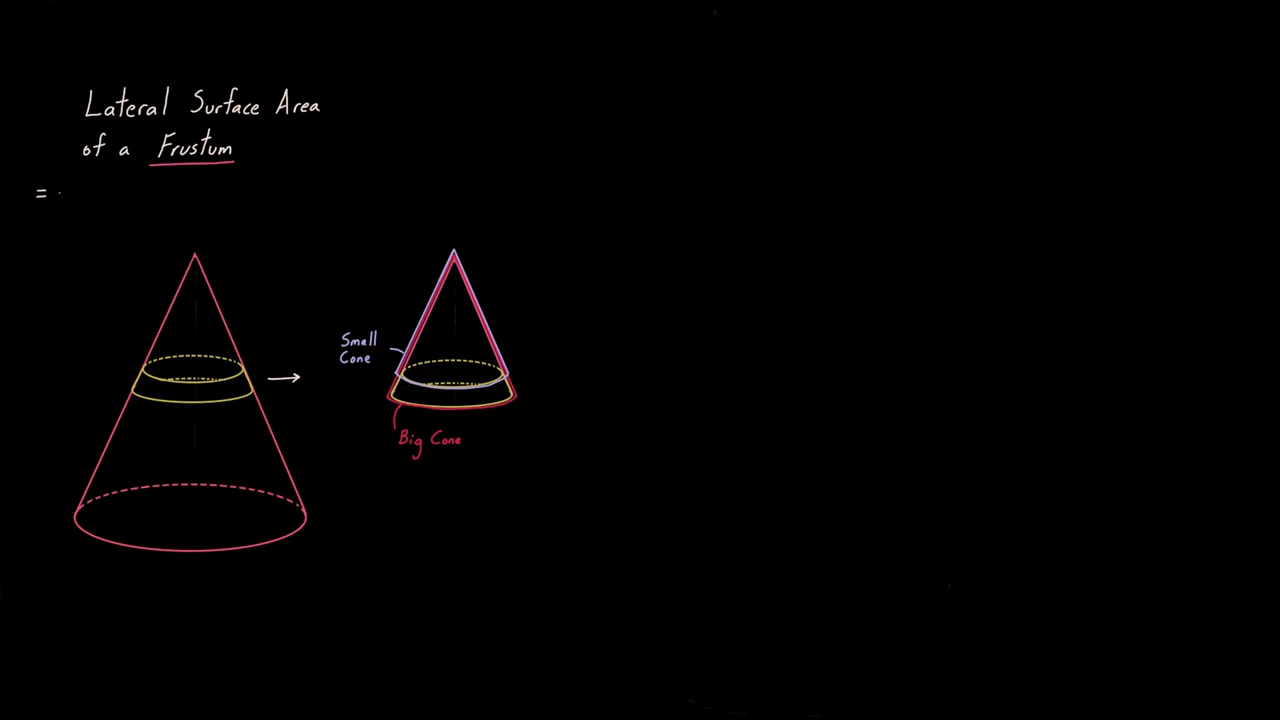 Lateral Surface Area
of a Frustum
=
Small
Cone
Big Cone